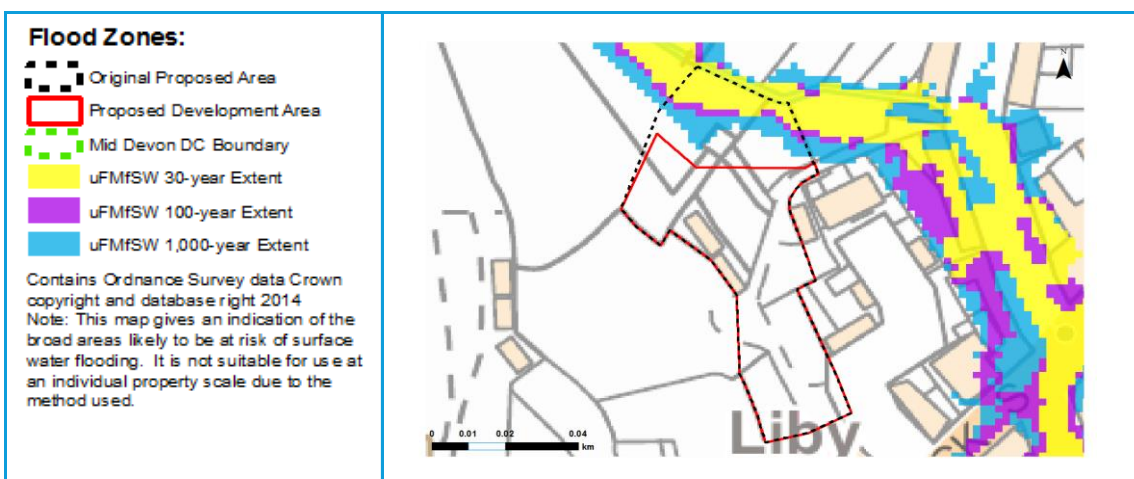 Flood Zones:
Original Proposed Area
Proposed Development Area
Mid Devon DC Boundary
uFMfSW 30-year Extent
uFMfSW 100-year Extent
uFMfSW 1,000-year Extent
Contains Ordnance Survey data Crown
copyright and database right 2014
Note: This map gives an indication of the
broad areas likely to be at risk of surface
water flooding. It is not suitable for use at
an individual property scale due to the
method used.
N
0 0.01 0.02 0.04
km
Liby